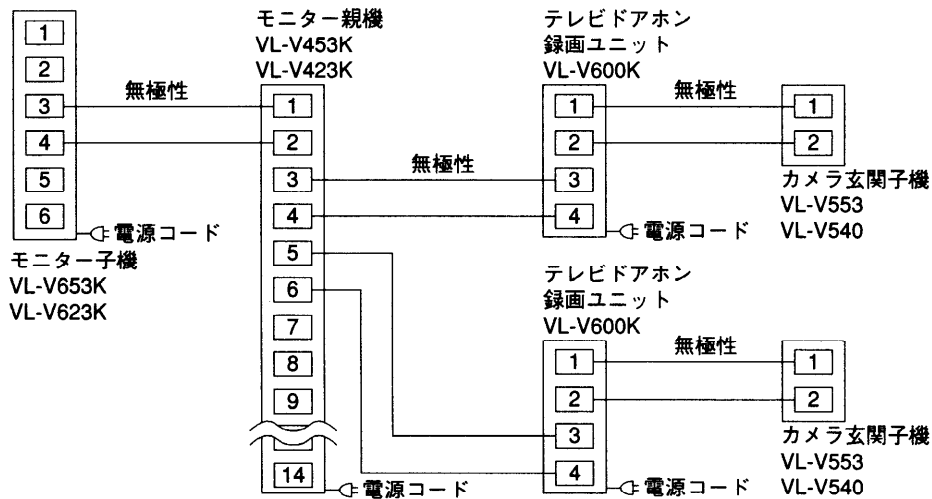 1
2
3
4
5
6
電源コード
モニター子機
VL-V653K
VL-V623K
無極性
モニター親機
VL-V453K
VL-V423K
1
2
3
4
5
6
7
8
9
14
電源コード
無極性
テレビドアホン
録画ユニット
VL-V600K
1
2
3
4
電源コード
無極性
1
2
カメラ玄関子機
VL-V553
VL-V540
テレビドアホン
録画ユニット
VL-V600K
1
2
3
4
電源コード
無極性
1
2
カメラ玄関子機
VL-V553
VL-V540